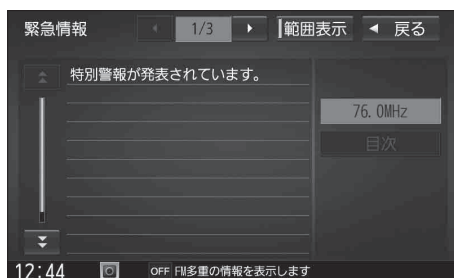 緊急情報 1/3 範囲表示 戻る
特別警報が発表されています。
76.0MHz
目次
12:44 OFF FM多重の情報を表示します